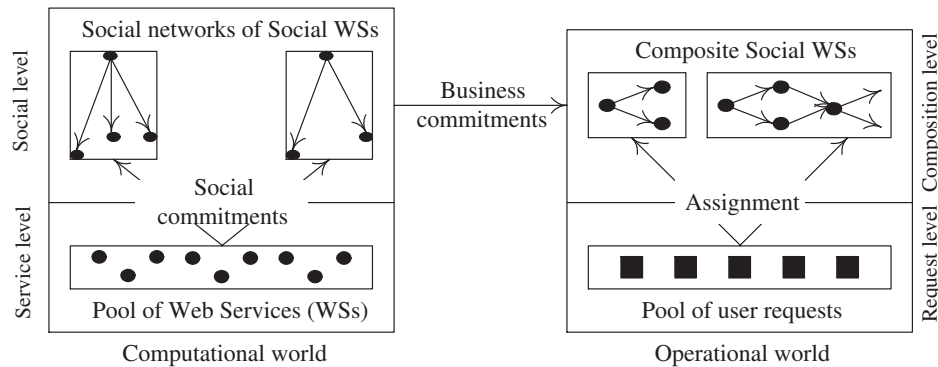 Social level
Social networks of Social WSs
Social
commitments
Service level
Pool of Web Services (WSs)
Computational world
Business
commitments
Composite Social WSs
Composition level
Assignment
Request level
Pool of user requests
Operational world